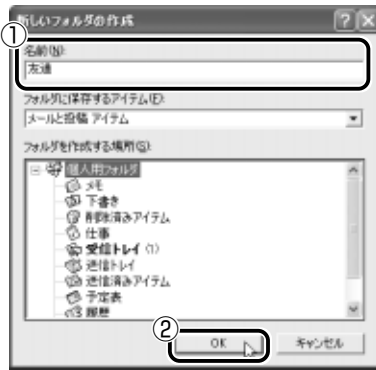 新しいフォルダの作成
①
名前(N):
友達
フォルダに保存するアイテム(F):
メールと投稿 アイテム
フォルダを作成する場所(S):
個人用フォルダ
メモ
下書き
削除済みアイテム
仕事
受信トレイ (1)
送信トレイ
送信済みアイテム
予定表
履歴
②
OK
キャンセル